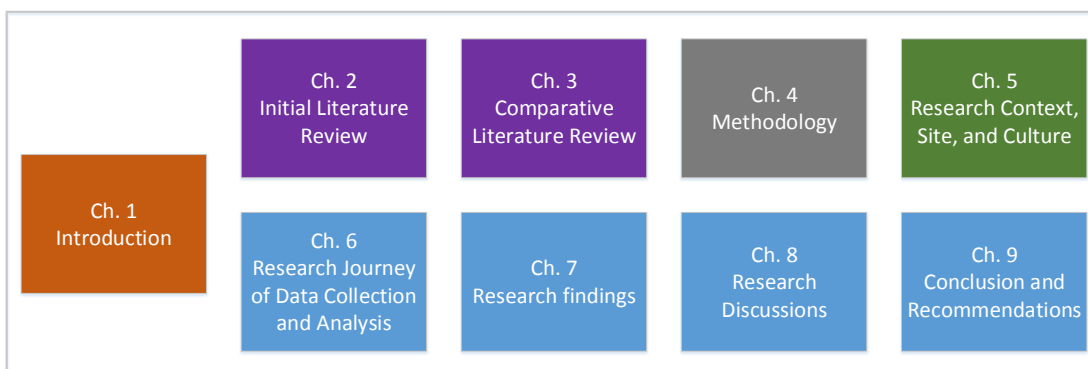 Ch. 1
Introduction
Ch. 2
Initial Literature
Review
Ch. 3
Comparative
Literature Review
Ch. 4
Methodology
Ch. 5
Research Context,
Site, and Culture
Ch. 6
Research Journey
of Data Collection
and Analysis
Ch. 7
Research findings
Ch. 8
Research
Discussions
Ch. 9
Conclusion and
Recommendations